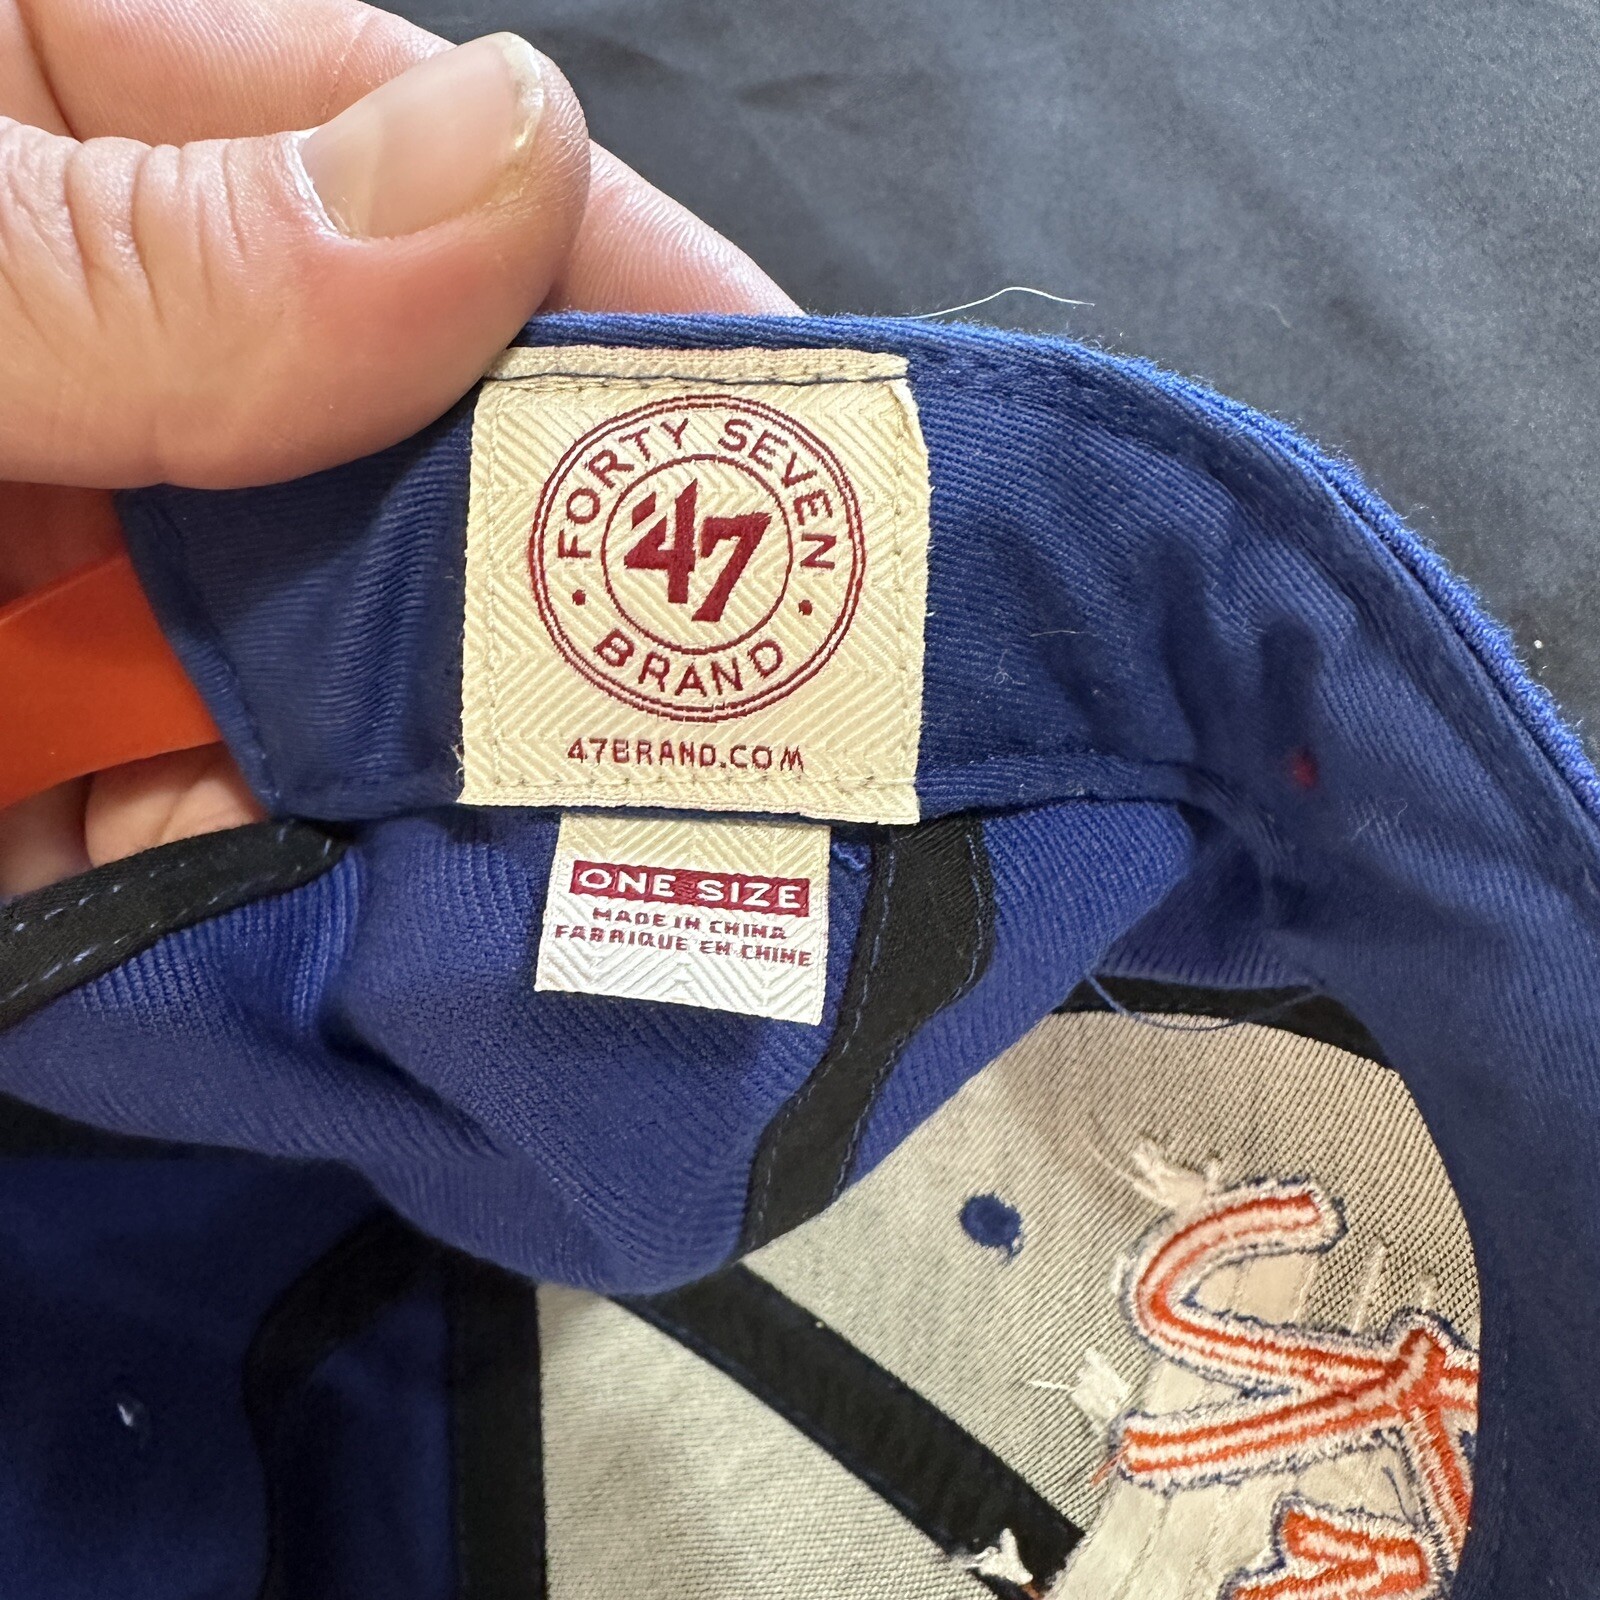 FORTY SEVEN
'47
BRAND
47BRAND.COM
ONE SIZE
MADE IN CHINA
FABRIQUE EN CHINE